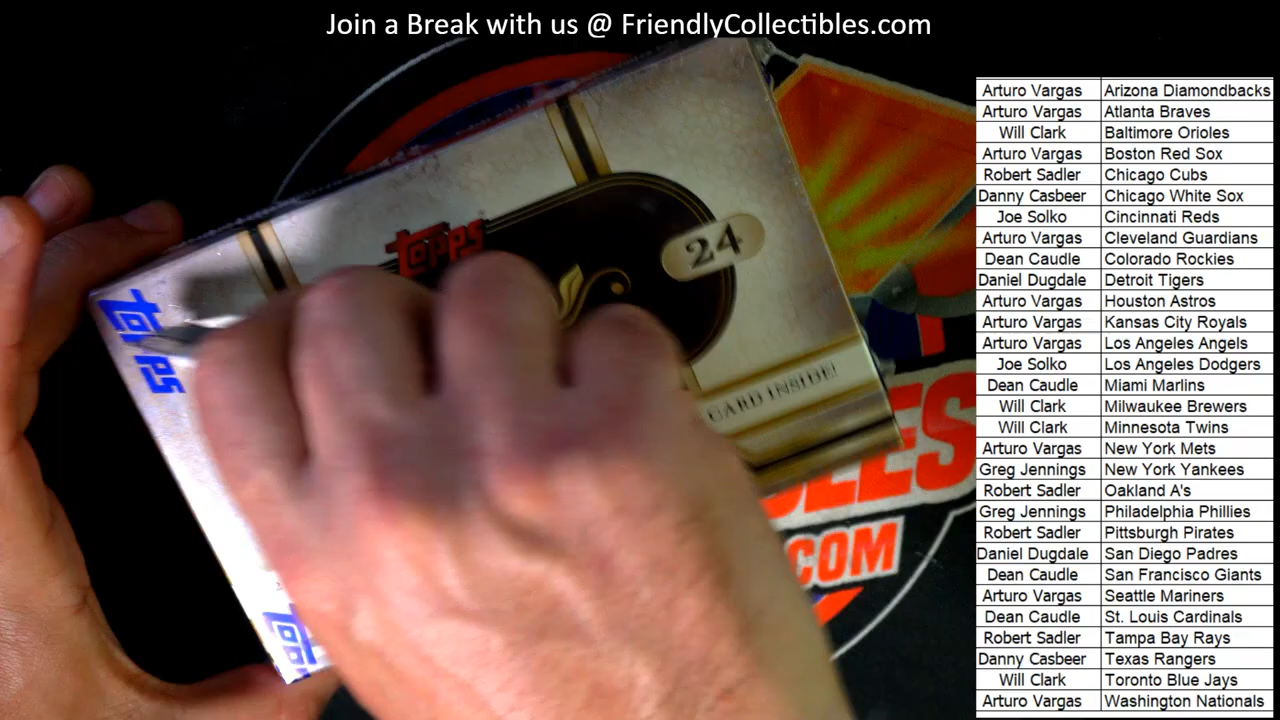 Join a Break with us @ FriendlyCollectibles.com
Arturo Vargas Arizona Diamondbacks
Arturo Vargas Atlanta Braves
Will Clark Baltimore Orioles
Arturo Vargas Boston Red Sox
Robert Sadler Chicago Cubs
Danny Casbeer Chicago White Sox
Joe Solko Cincinnati Reds
Arturo Vargas Cleveland Guardians
Dean Caudle Colorado Rockies
Daniel Dugdale Detroit Tigers
Arturo Vargas Houston Astros
Arturo Vargas Kansas City Royals
Arturo Vargas Los Angeles Angels
Joe Solko Los Angeles Dodgers
Dean Caudle Miami Marlins
Will Clark Milwaukee Brewers
Will Clark Minnesota Twins
Arturo Vargas New York Mets
Greg Jennings New York Yankees
Robert Sadler Oakland A's
Greg Jennings Philadelphia Phillies
Robert Sadler Pittsburgh Pirates
Daniel Dugdale San Diego Padres
Dean Caudle San Francisco Giants
Arturo Vargas Seattle Mariners
Dean Caudle St. Louis Cardinals
Robert Sadler Tampa Bay Rays
Danny Casbeer Texas Rangers
Will Clark Toronto Blue Jays
Arturo Vargas Washington Nationals
Topps
24
CARD INSIDE!
topps
.COM